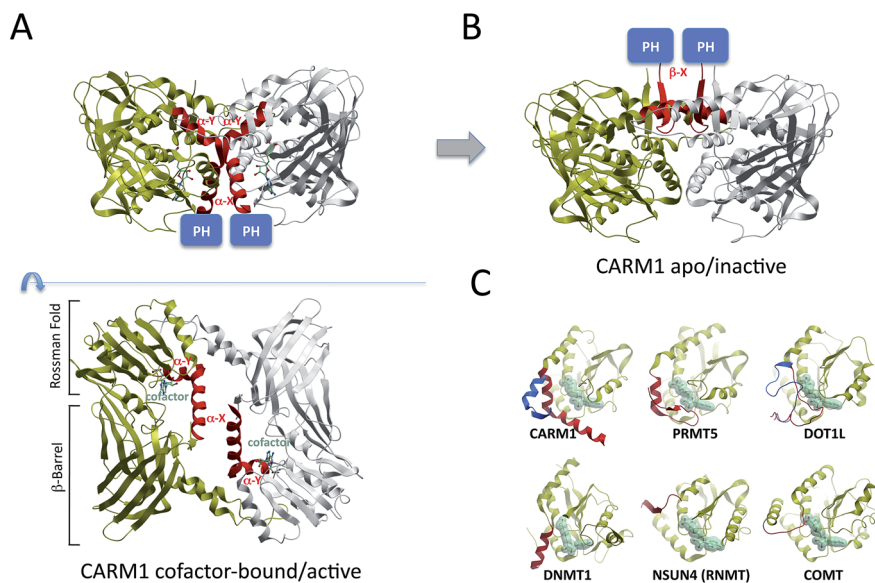 A
α-Y α-Y
α-X
PH PH
Rossman Fold
β-Barrel
α-Y
cofactor
α-X
cofactor
α-Y
CARM1 cofactor-bound/active
B
PH PH
β-X
CARM1 apo/inactive
C
CARM1 PRMT5 DOT1L
DNMT1 NSUN4 (RNMT) COMT